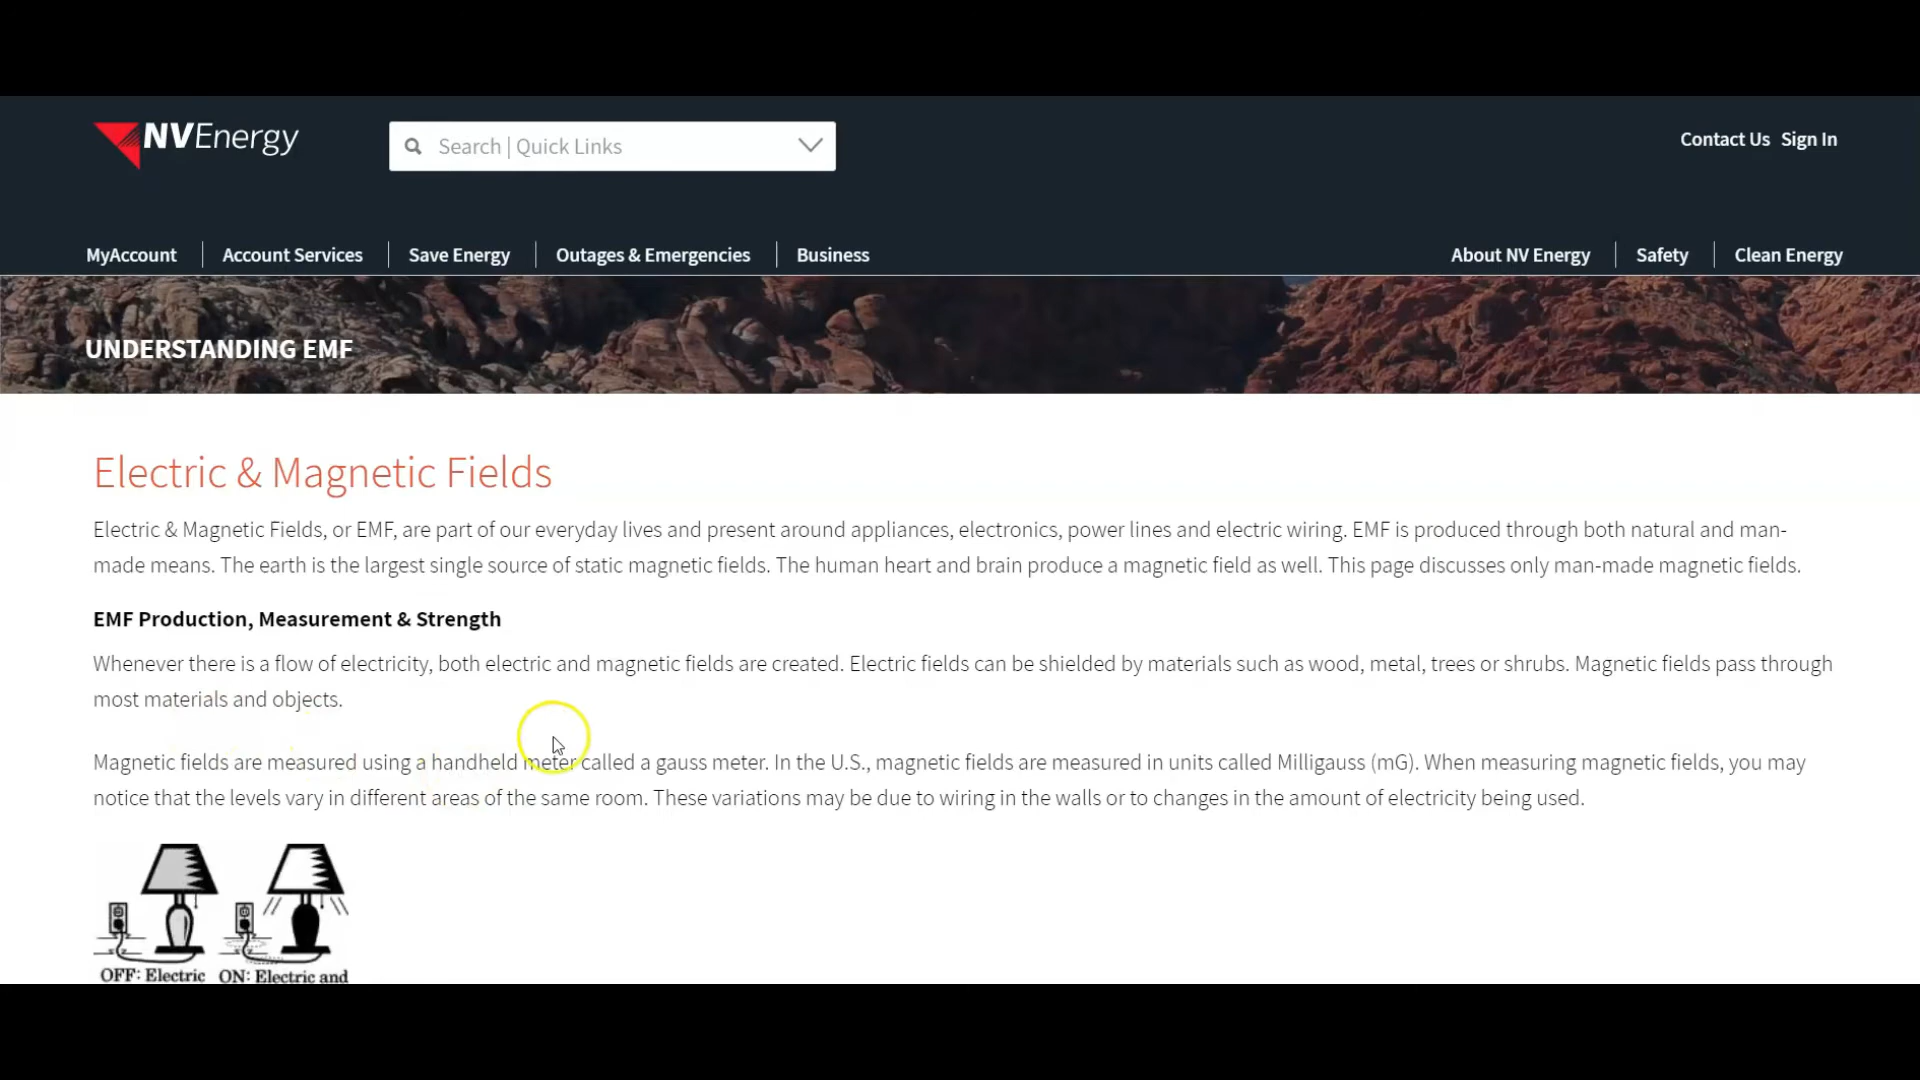 NVEnergy
Search | Quick Links
Contact Us Sign In
MyAccount
Account Services
Save Energy
Outages & Emergencies
Business
About NV Energy
Safety
Clean Energy
UNDERSTANDING EMF
Electric & Magnetic Fields
Electric & Magnetic Fields, or EMF, are part of our everyday lives and present around appliances, electronics, power lines and electric wiring. EMF is produced through both natural and man-
made means. The earth is the largest single source of static magnetic fields. The human heart and brain produce a magnetic field as well. This page discusses only man-made magnetic fields.
EMF Production, Measurement & Strength
Whenever there is a flow of electricity, both electric and magnetic fields are created. Electric fields can be shielded by materials such as wood, metal, trees or shrubs. Magnetic fields pass through
most materials and objects.
Magnetic fields are measured using a handheld meter called a gauss meter. In the U.S., magnetic fields are measured in units called Milligauss (mG). When measuring magnetic fields, you may
notice that the levels vary in different areas of the same room. These variations may be due to wiring in the walls or to changes in the amount of electricity being used.
OFF: Electric
ON: Electric and